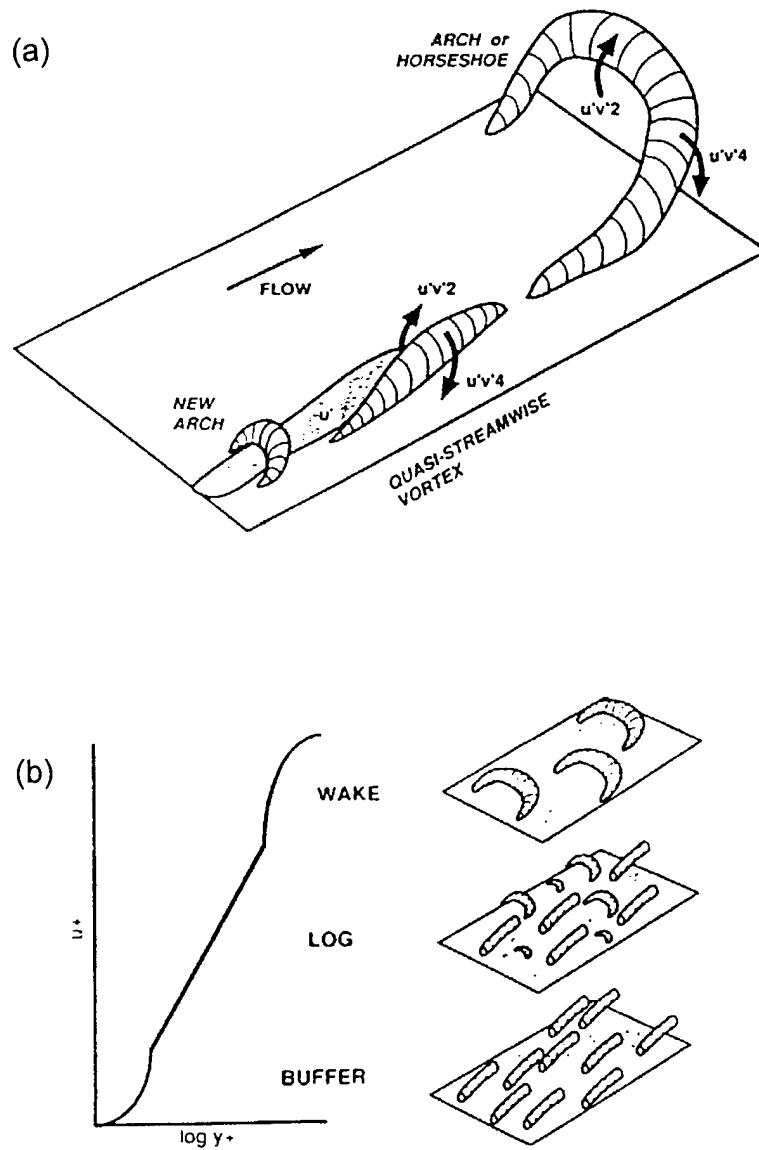 (a)
ARCH or
HORSESHOE
u'v'2
u'v'4
FLOW
u'v'2
u'v'4
NEW
ARCH
u'
QUASI-STREAMWISE
VORTEX
(b)
WAKE
LOG
BUFFER
u+
log y+